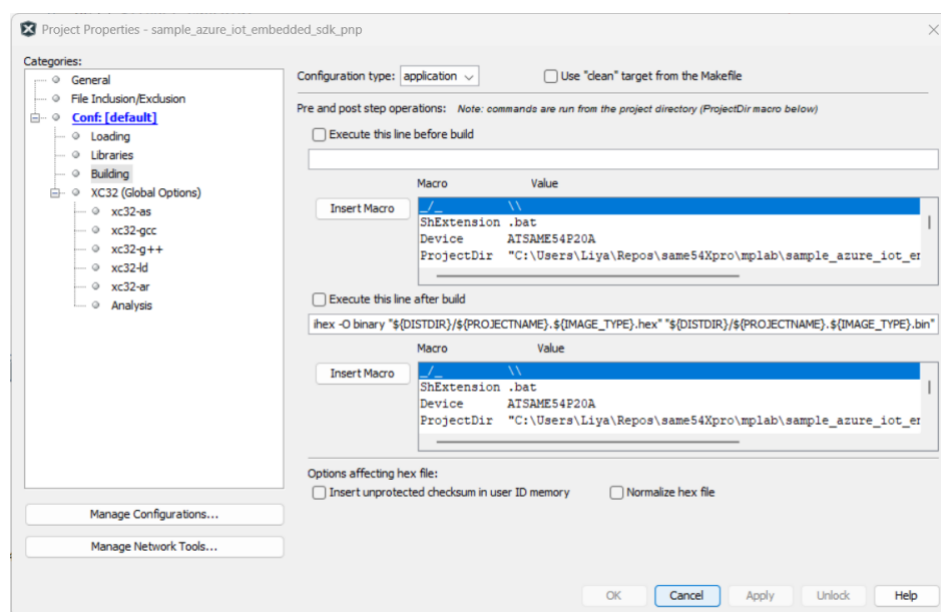 Project Properties - sample_azure_iot_embedded_sdk_pnp
Categories:
General
File Inclusion/Exclusion
Conf: [default]
Loading
Libraries
Building
XC32 (Global Options)
xc32-as
xc32-gcc
xc32-g++
xc32-ld
xc32-ar
Analysis
Manage Configurations...
Manage Network Tools...
Configuration type: application
Use "clean" target from the Makefile
Pre and post step operations: Note: commands are run from the project directory (ProjectDir macro below)
Execute this line before build
Macro Value
Insert Macro
_/_ \\
ShExtension .bat
Device ATSAME54P20A
ProjectDir "C:\Users\Liya\Repos\same54Xpro\mplab\sample_azure_iot_er
Execute this line after build
ihex -O binary "${DISTDIR}/${PROJECTNAME}.${IMAGE_TYPE}.hex" "${DISTDIR}/${PROJECTNAME}.${IMAGE_TYPE}.bin"
Macro Value
Insert Macro
_/_ \\
ShExtension .bat
Device ATSAME54P20A
ProjectDir "C:\Users\Liya\Repos\same54Xpro\mplab\sample_azure_iot_er
Options affecting hex file:
Insert unprotected checksum in user ID memory
Normalize hex file
OK Cancel Apply Unlock Help